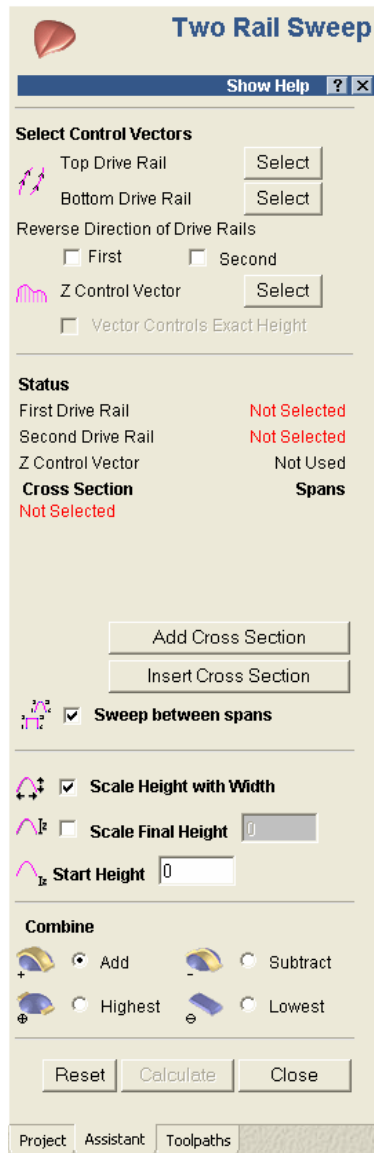 Two Rail Sweep
Show Help ? ×
Select Control Vectors
Top Drive Rail Select
Bottom Drive Rail Select
Reverse Direction of Drive Rails
First Second
Z Control Vector Select
Vector Controls Exact Height
Status
First Drive Rail Not Selected
Second Drive Rail Not Selected
Z Control Vector Not Used
Cross Section Spans
Not Selected
Add Cross Section
Insert Cross Section
Sweep between spans
Scale Height with Width
Scale Final Height 0
Start Height 0
Combine
Add Subtract
Highest Lowest
Reset Calculate Close
Project Assistant Toolpaths